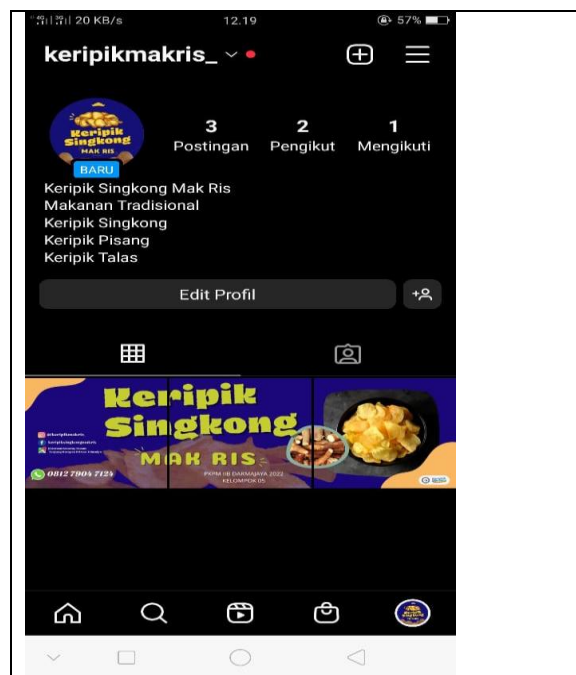 20 KB/s 12.19 57%
keripikmakris_
Keripik
Singkong
MAK RIS
BARU
3 2 1
Postingan Pengikut Mengikuti
Keripik Singkong Mak Ris
Makanan Tradisional
Keripik Singkong
Keripik Pisang
Keripik Talas
Edit Profil
Keripik
Singkong
MAK RIS
0812 7904 7124
PKPM IIB DARMAJAYA 2022
KELOMPOK 05